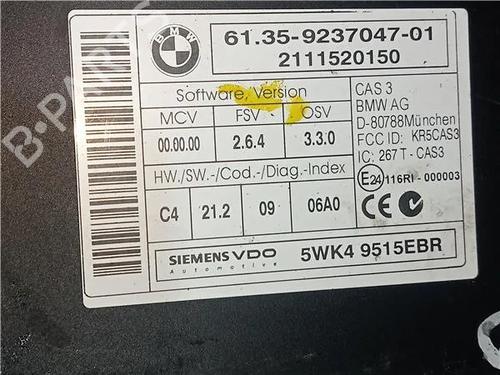 BMW
61.35-9237047-01
2111520150
Software, Version
MCV FSV OSV
00.00.00 2.6.4 3.3.0
HW./SW.-/Cod.-/Diag.-Index
C4 21.2 09 06A0
CAS 3
BMW AG
D-80788München
FCC ID: KR5CAS3
IC: 267 T - CAS3
E24 116RI - 000003
CE
SIEMENS VDO
Automotive
5WK4 9515EBR
B-PARTS